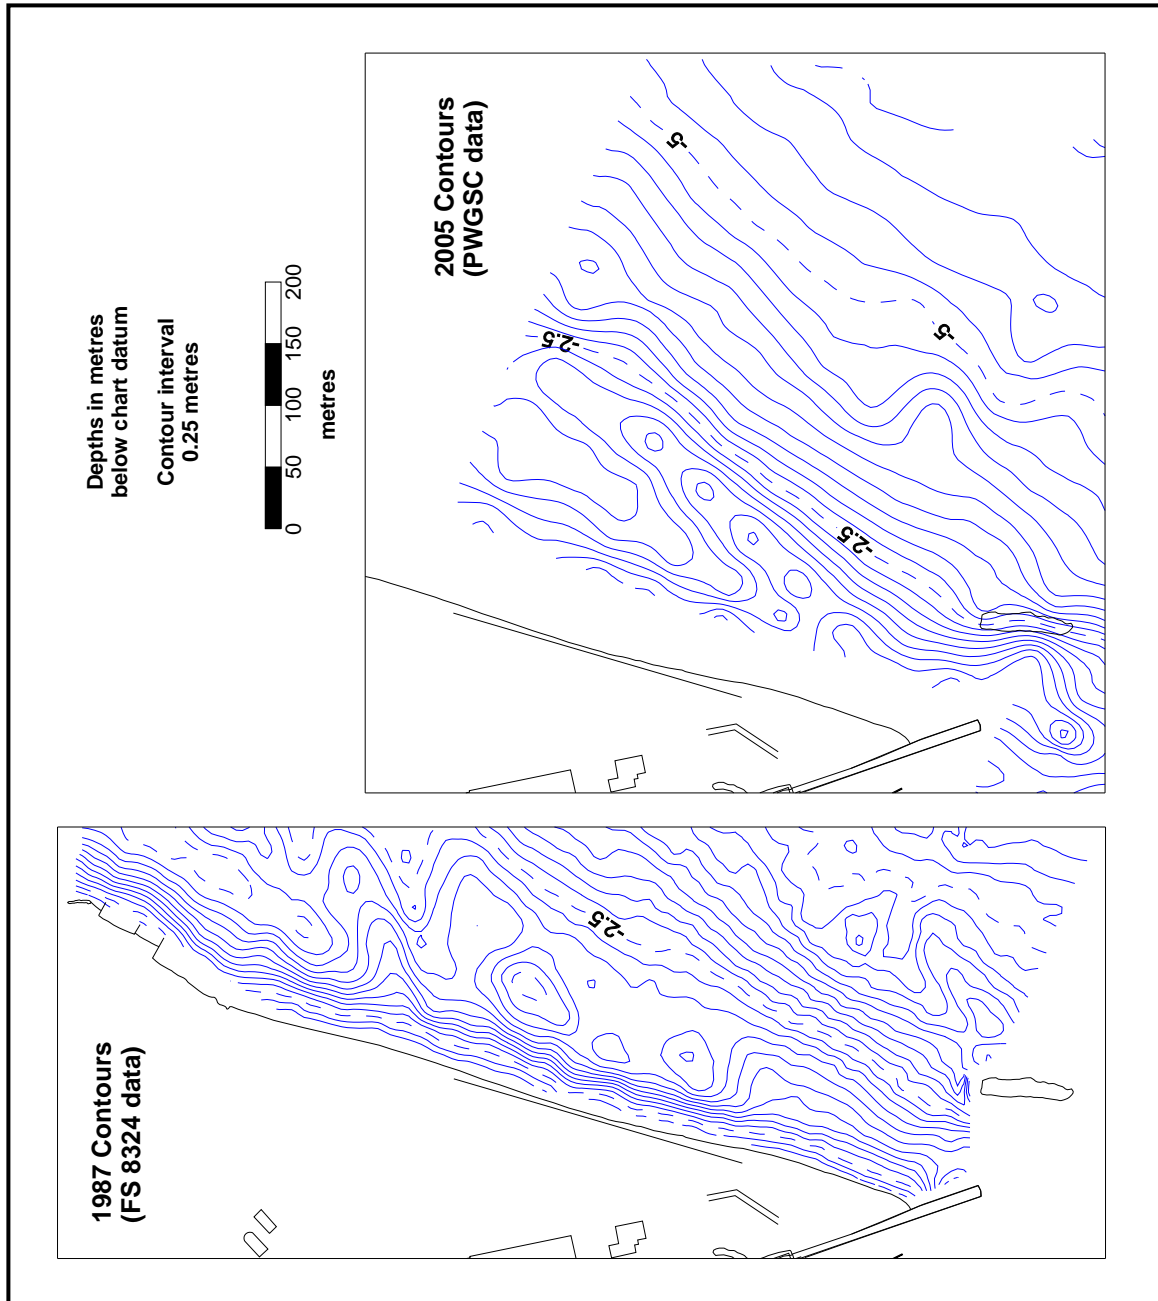 Depths in metres
below chart datum
Contour interval
0.25 metres
0 50 100 150 200
metres
2005 Contours
(PWGSC data)
-5
-2.5
-5
-2.5
1987 Contours
(FS 8324 data)
-2.5